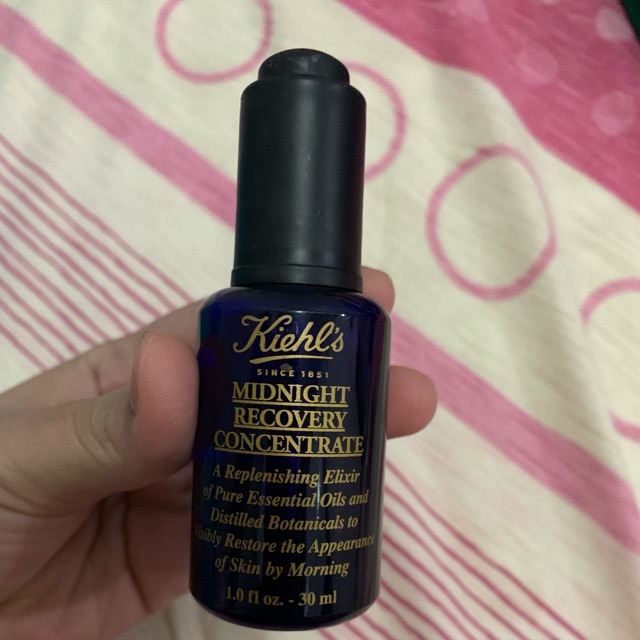 Kiehl's
SINCE 1851
MIDNIGHT
RECOVERY
CONCENTRATE
A Replenishing Elixir
of Pure Essential Oils and
Distilled Botanicals to
Visibly Restore the Appearance
of Skin by Morning
1.0 fl oz. - 30 ml